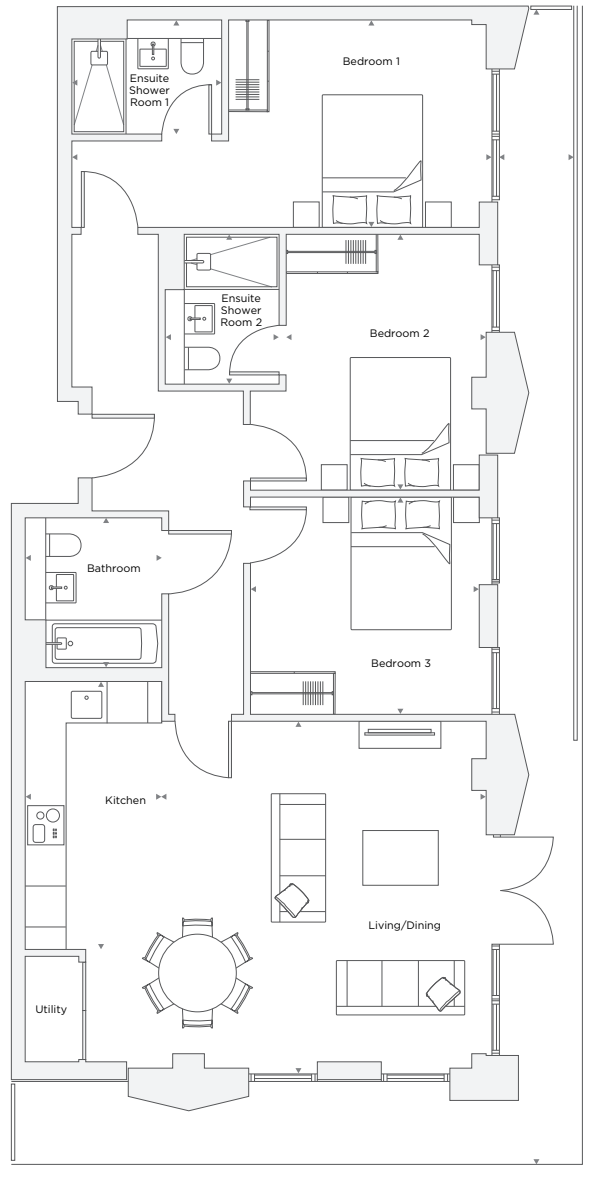 Bedroom 1
Ensuite
Shower
Room 1
Ensuite
Shower
Room 2
Bedroom 2
Bathroom
Bedroom 3
Kitchen
Living/Dining
Utility